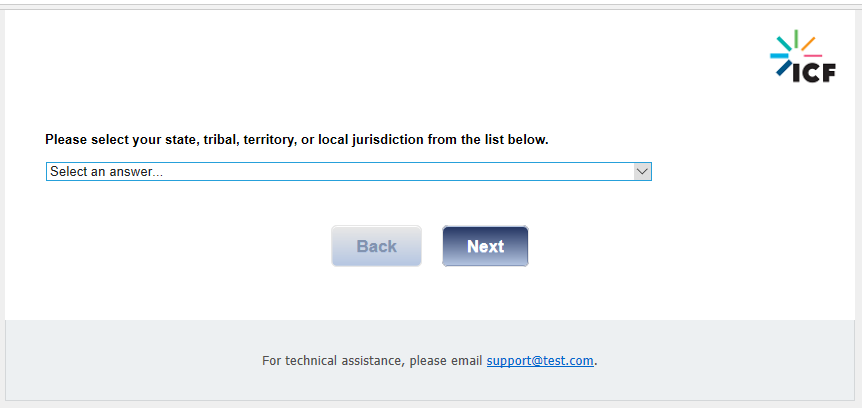 ICF
Please select your state, tribal, territory, or local jurisdiction from the list below.
Select an answer...
Back
Next
For technical assistance, please email support@test.com.